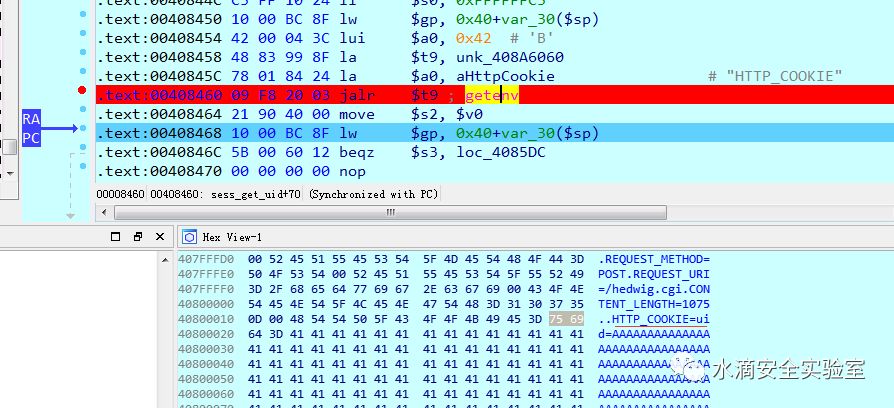 .text:0040844C C5 FF 10 24 li $s0, 0xFFFFFFC5
.text:00408450 10 00 BC 8F lw $gp, 0x40+var_30($sp)
.text:00408454 42 00 04 3C lui $a0, 0x42 # 'B'
.text:00408458 48 83 99 8F la $t9, unk_408A6060
.text:0040845C 78 01 84 24 la $a0, aHttpCookie # "HTTP_COOKIE"
.text:00408460 09 F8 20 03 jalr $t9 ; getenv
.text:00408464 21 90 40 00 move $s2, $v0
RA
PC
.text:00408468 10 00 BC 8F lw $gp, 0x40+var_30($sp)
.text:0040846C 5B 00 60 12 beqz $s3, loc_4085DC
.text:00408470 00 00 00 00 nop
00008460 00408460: sess_get_uid+70 (Synchronized with PC)
Hex View-1
407FFFD0 00 52 45 51 55 45 53 54 5F 4D 45 54 48 4F 44 3D .REQUEST_METHOD=
407FFFE0 50 4F 53 54 00 52 45 51 55 45 53 54 5F 55 52 49 POST.REQUEST_URI
407FFFF0 3D 2F 68 65 64 77 69 67 2E 63 67 69 00 43 4F 4E =/hedwig.cgi.CON
40800000 54 45 4E 54 5F 4C 45 4E 47 54 48 3D 31 30 37 35 TENT_LENGTH=1075
40800010 0D 00 48 54 54 50 5F 43 4F 4F 4B 49 45 3D 75 69 ..HTTP_COOKIE=ui
40800020 64 3D 41 41 41 41 41 41 41 41 41 41 41 41 41 41 d=AAAAAAAAAAAAAA
40800030 41 41 41 41 41 41 41 41 41 41 41 41 41 41 41 41 AAAAAAAAAAAAAAAA
40800040 41 41 41 41 41 41 41 41 41 41 41 41 41 41 41 41 AAAAAAAAAAAAAAAA
40800050 41 41 41 41 41 41 41 41 41 41 41 41 41 41 41 41 AAAAAAAAAAAAAAAA
水滴安全实验室
40800060 41 41 41 41 41 41 41 41 41 41 41 41 41 41 41 41 AAAAAAAAAAAAAAAA